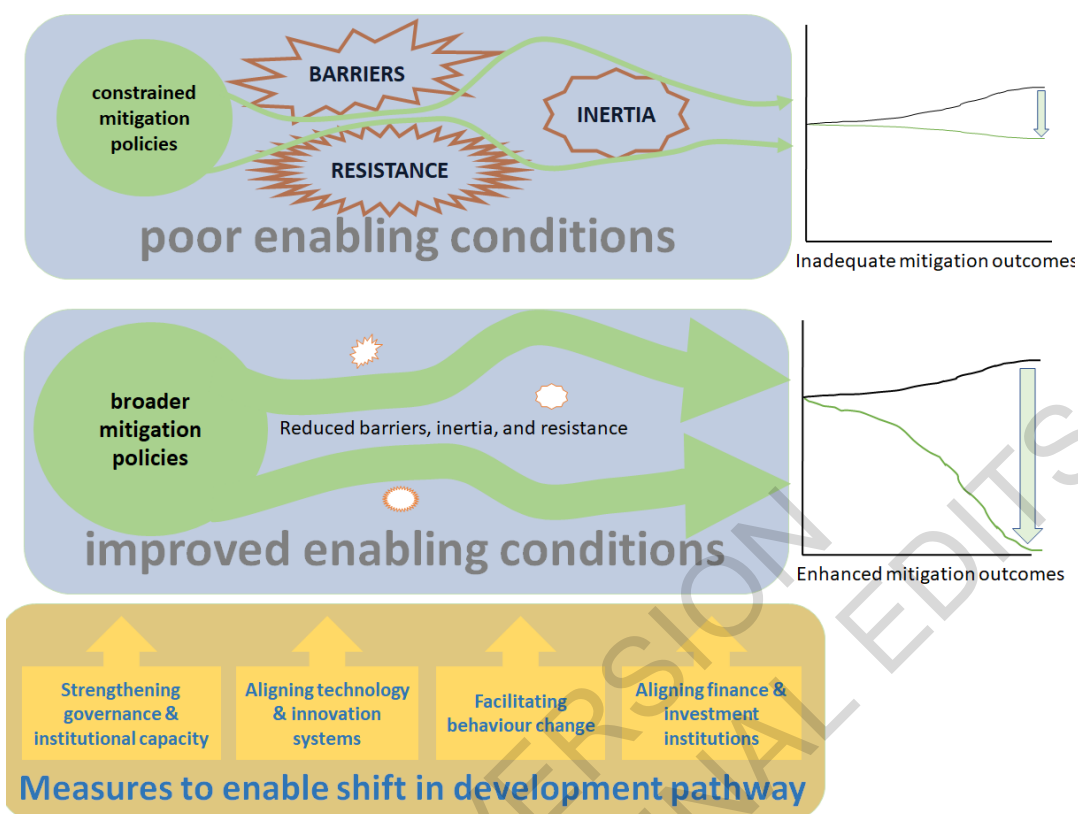 constrained
mitigation
policies
BARRIERS
INERTIA
RESISTANCE
poor enabling conditions
Inadequate mitigation outcomes
broader
mitigation
policies
Reduced barriers, inertia, and resistance
improved enabling conditions
Enhanced mitigation outcomes
Strengthening
governance &
institutional capacity
Aligning technology
& innovation
systems
Facilitating
behaviour change
Aligning finance &
investment
institutions
Measures to enable shift in development pathway
VERSION
EDITS